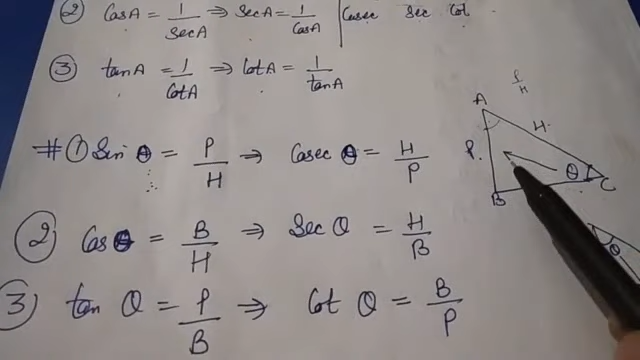 ② CosA = 1/SecA ⇒ SecA = 1/CosA | Cosec Sec Cot
③ tanA = 1/CotA ⇒ CotA = 1/tanA
P/H
A
H
P.
θ
B
C
# ① Sin θ = P/H ⇒ Cosec θ = H/P
② Cos θ = B/H ⇒ Sec θ = H/B
θ
③ tan θ = P/B ⇒ Cot θ = B/P